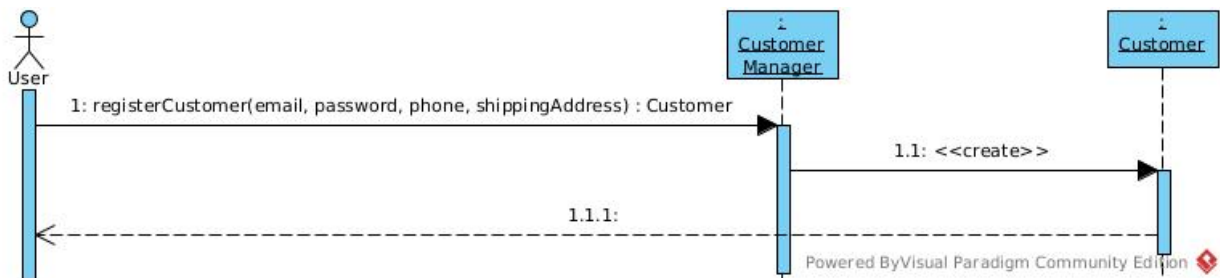 :
Customer
Manager
:
Customer
User
1: registerCustomer(email, password, phone, shippingAddress) : Customer
1.1: <<create>>
1.1.1:
Powered ByVisual Paradigm Community Edition